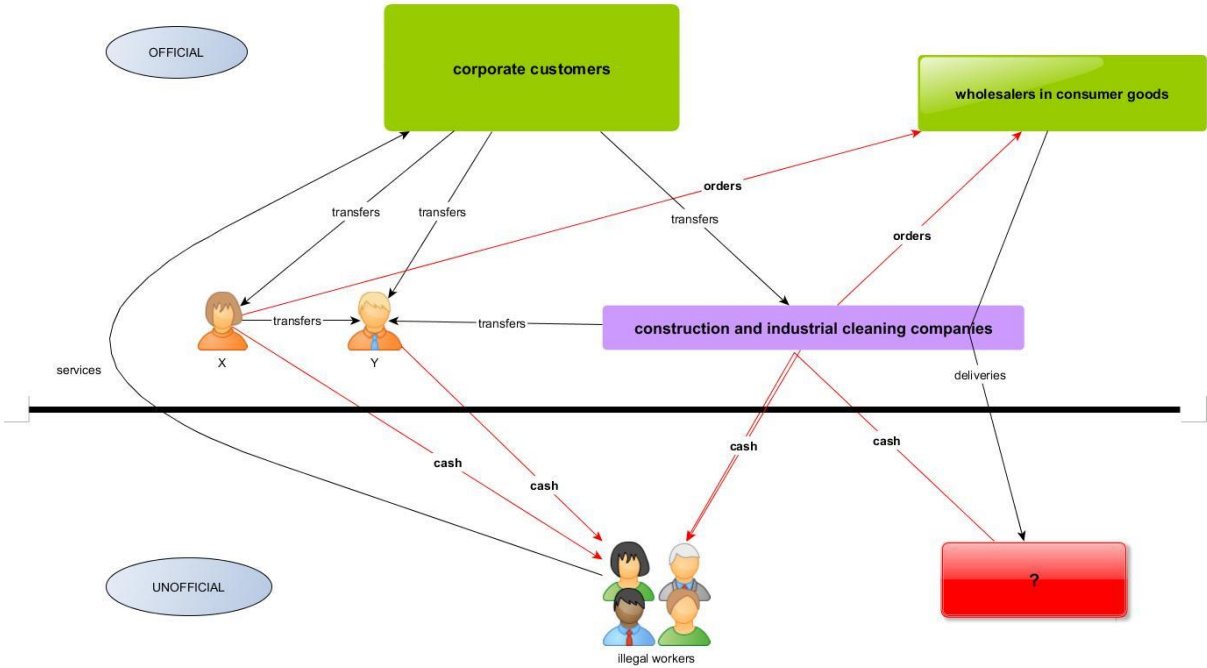 OFFICIAL
corporate customers
wholesalers in consumer goods
orders
transfers
transfers
transfers
orders
transfers
transfers
construction and industrial cleaning companies
X
Y
services
deliveries
cash
cash
cash
cash
UNOFFICIAL
?
illegal workers